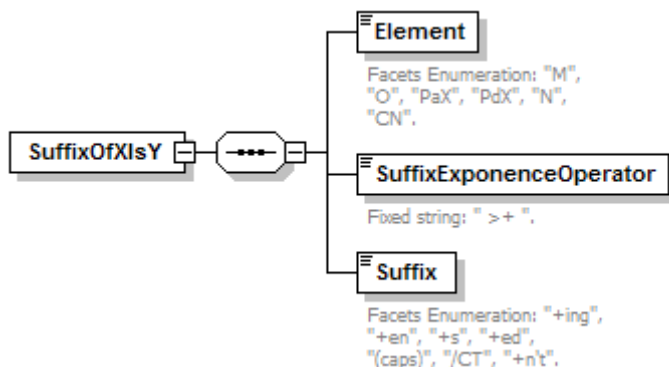 Element
Facets Enumeration: "M",
"O", "PaX", "PdX", "N",
"CN".
SuffixOfXIsY
SuffixExponenceOperator
Fixed string: " >+ ".
Suffix
Facets Enumeration: "+ing",
"+en", "+s", "+ed",
"(caps)", "/CT", "+n't".